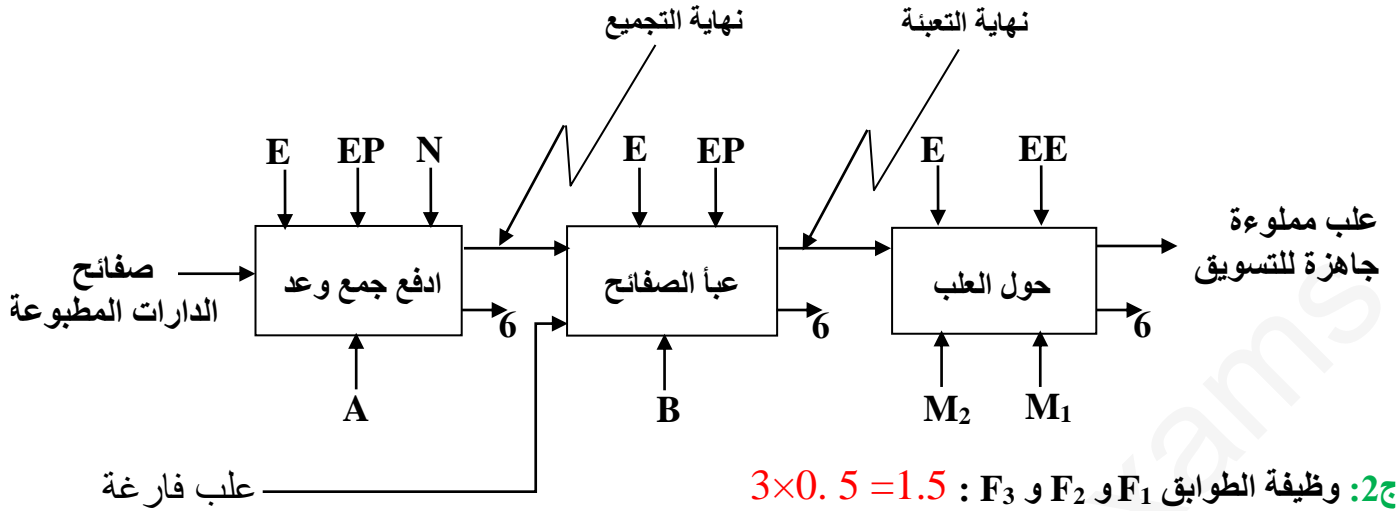 نهاية التجميع
نهاية التعبئة
E EP N
E EP
E EE
صفائح
الدارات المطبوعة
ادفع جمع وعد
6
عبأ الصفائح
6
حول العلب
6
علب مملوءة
جاهزة للتسويق
A
B
M₂ M₁
علب فارغة
ج2: وظيفة الطوابق F₁ و F₂ و F₃ : 3×0. 5 =1.5